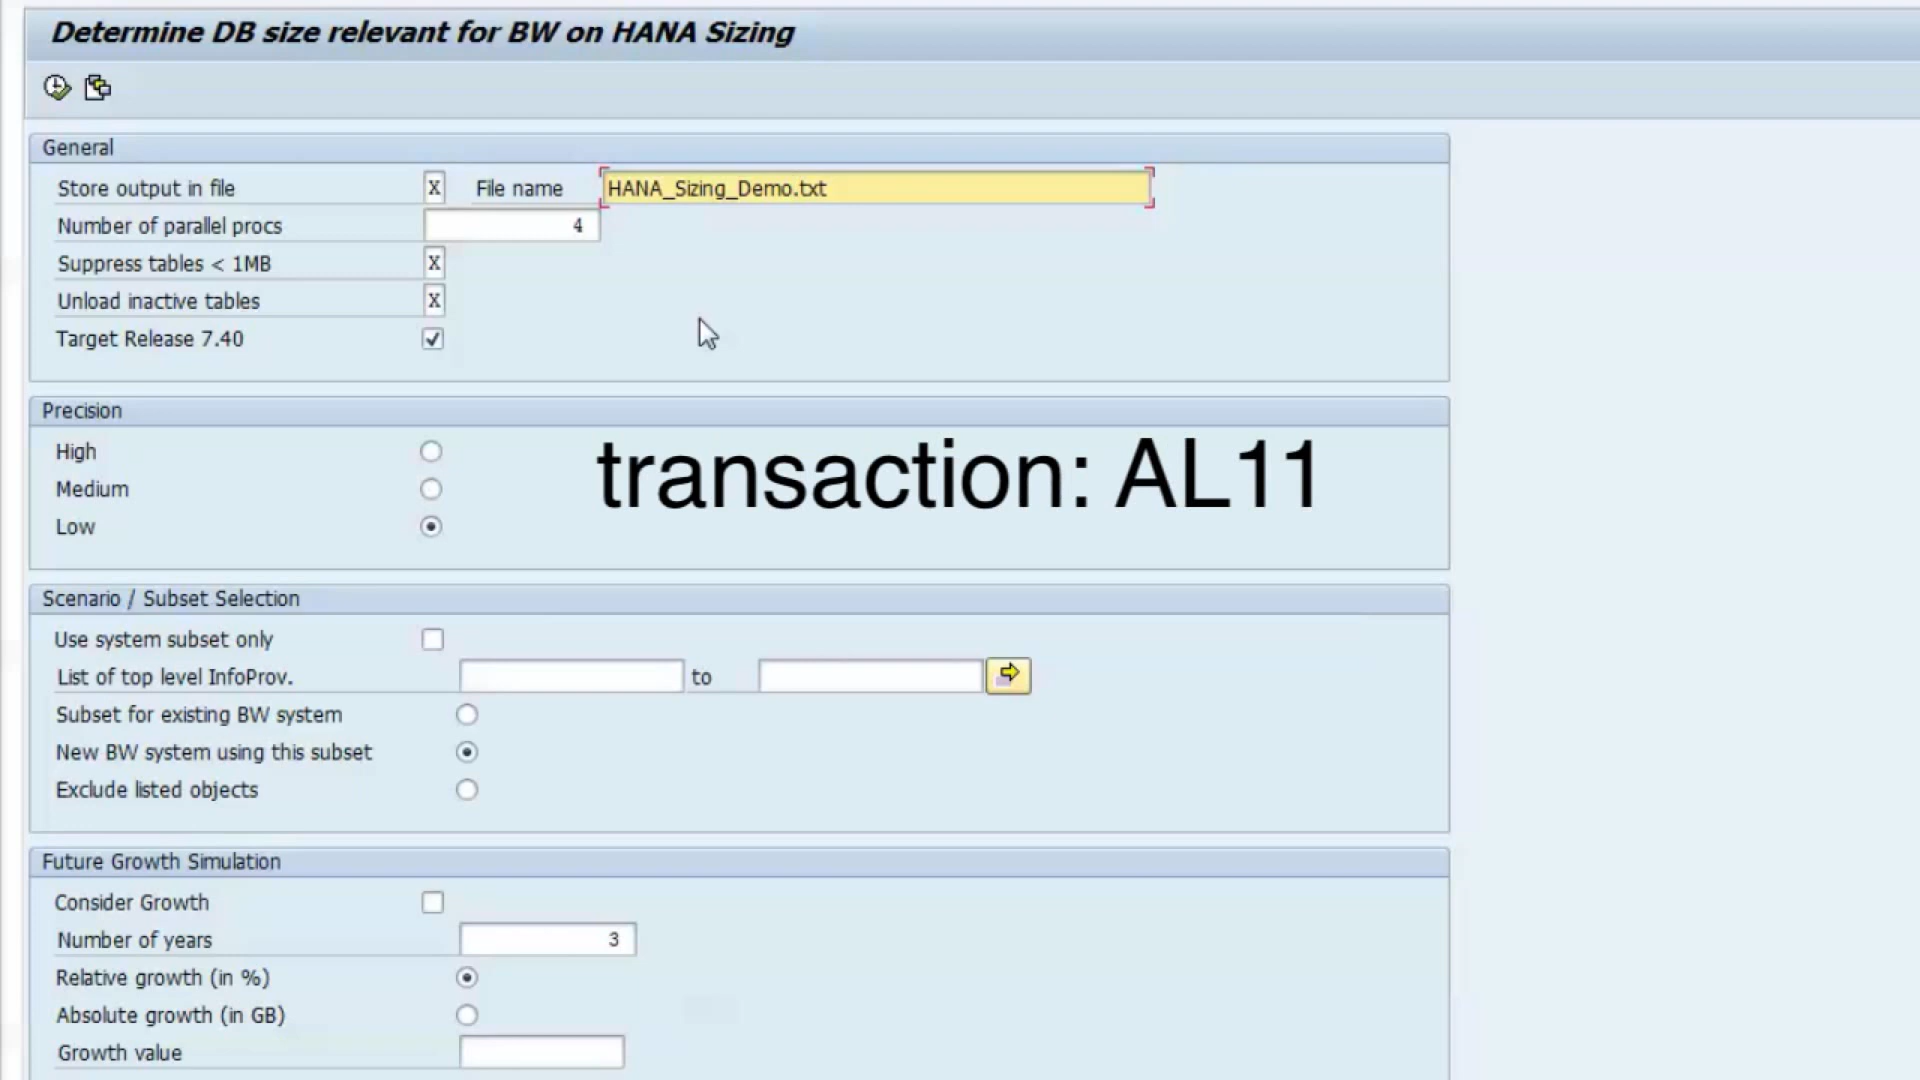 Determine DB size relevant for BW on HANA Sizing
General
Store output in file X File name HANA_Sizing_Demo.txt
Number of parallel procs 4
Suppress tables < 1MB X
Unload inactive tables X
Target Release 7.40
Precision
High
Medium
Low
transaction: AL11
Scenario / Subset Selection
Use system subset only
List of top level InfoProv. to
Subset for existing BW system
New BW system using this subset
Exclude listed objects
Future Growth Simulation
Consider Growth
Number of years 3
Relative growth (in %)
Absolute growth (in GB)
Growth value